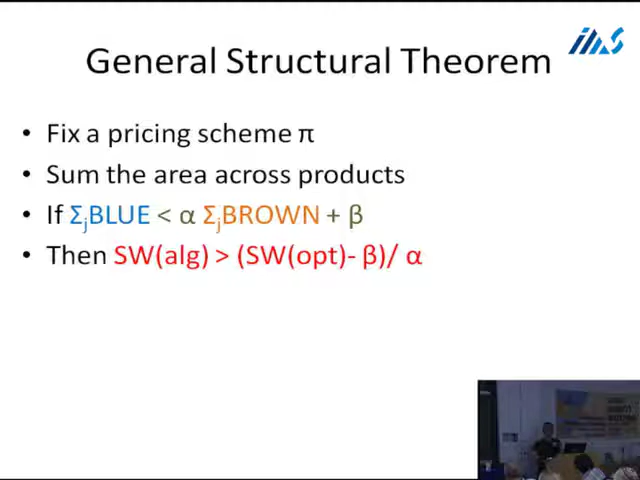 IMS
General Structural Theorem
• Fix a pricing scheme π
• Sum the area across products
• If ΣjBLUE < α ΣjBROWN + β
• Then SW(alg) > (SW(opt)- β)/ α